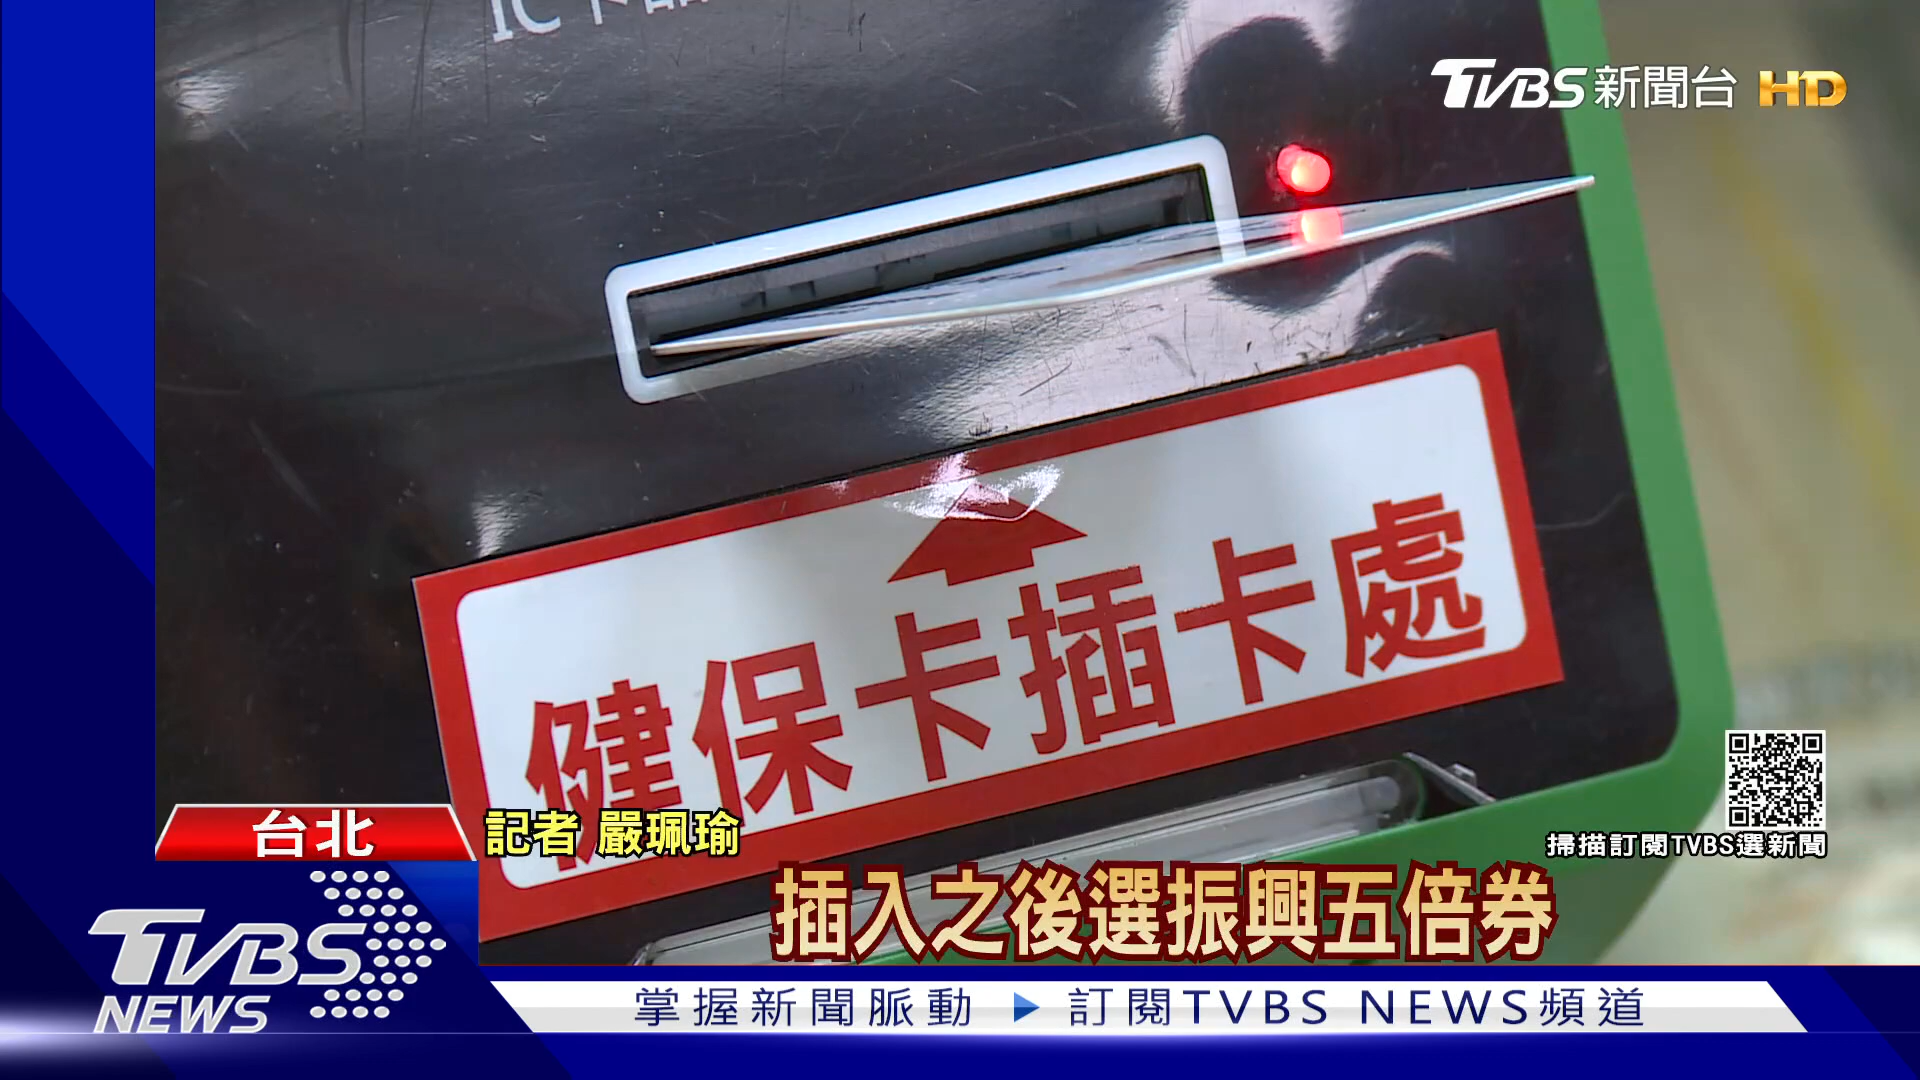 IC卡
TVBS新聞台 HD
健保卡插卡處
掃描訂閱TVBS選新聞
台北
記者 嚴珮瑜
插入之後選振興五倍券
TVBS
NEWS
掌握新聞脈動 ▶ 訂閱TVBS NEWS頻道